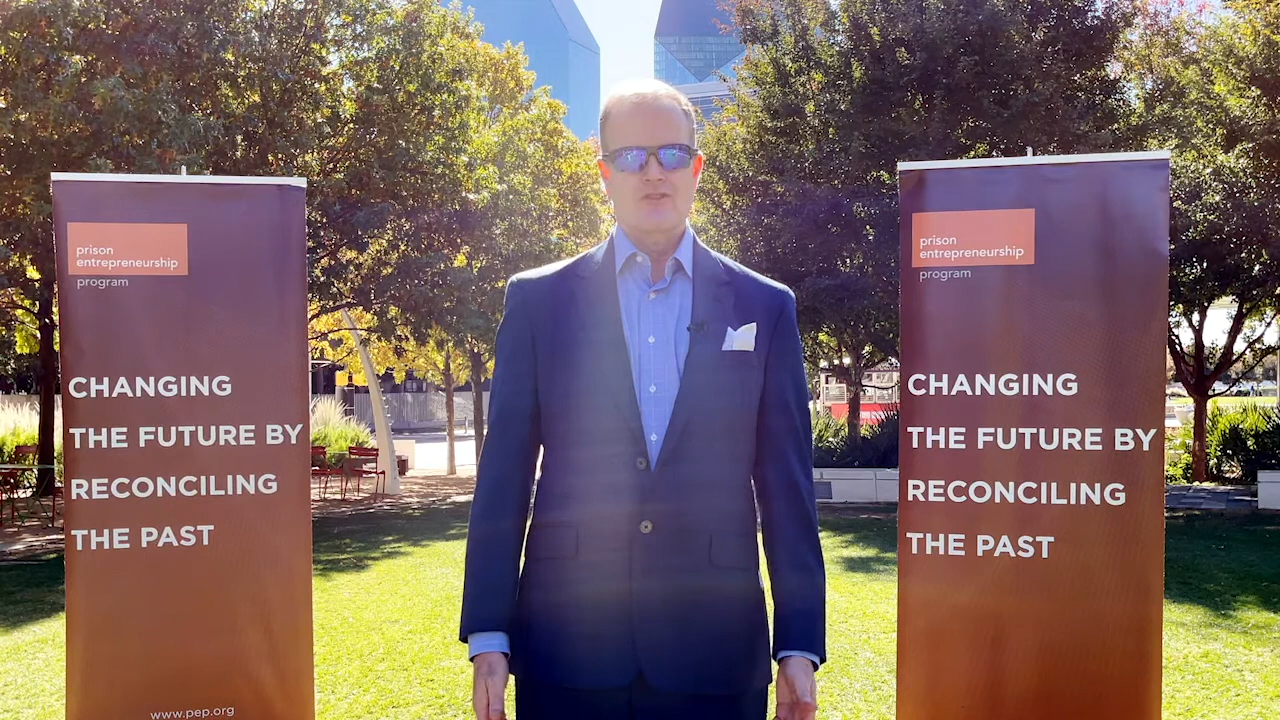 prison
entrepreneurship
program
CHANGING
THE FUTURE BY
RECONCILING
THE PAST
www.pep.org
prison
entrepreneurship
program
CHANGING
THE FUTURE BY
RECONCILING
THE PAST